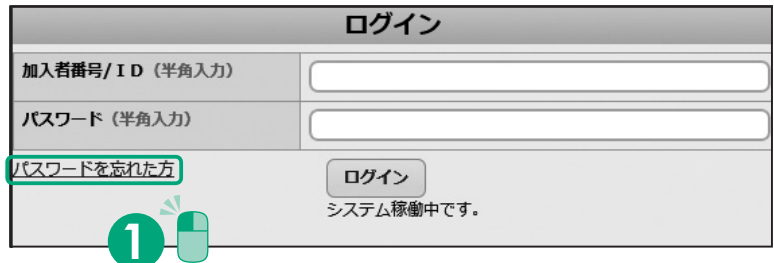 ログイン
加入者番号/ＩＤ（半角入力）
パスワード（半角入力）
パスワードを忘れた方
ログイン
システム稼働中です。
1